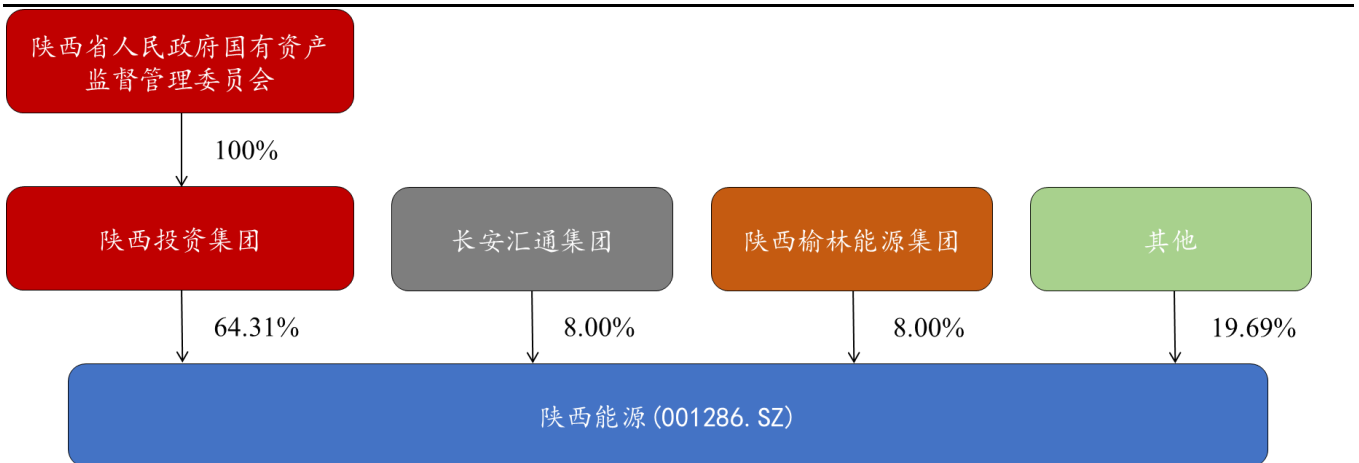 陕西省人民政府国有资产
监督管理委员会
100%
陕西投资集团
长安汇通集团
陕西榆林能源集团
其他
64.31%
8.00%
8.00%
19.69%
陕西能源(001286.SZ)